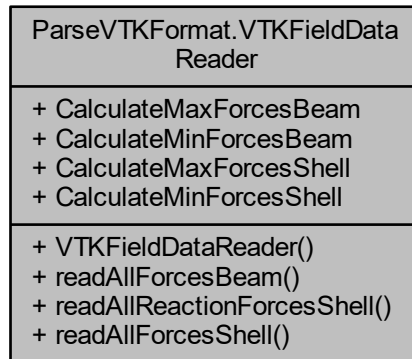 ParseVTKFormat.VTKFieldData
Reader
+ CalculateMaxForcesBeam
+ CalculateMinForcesBeam
+ CalculateMaxForcesShell
+ CalculateMinForcesShell
+ VTKFieldDataReader()
+ readAllForcesBeam()
+ readAllReactionForcesShell()
+ readAllForcesShell()